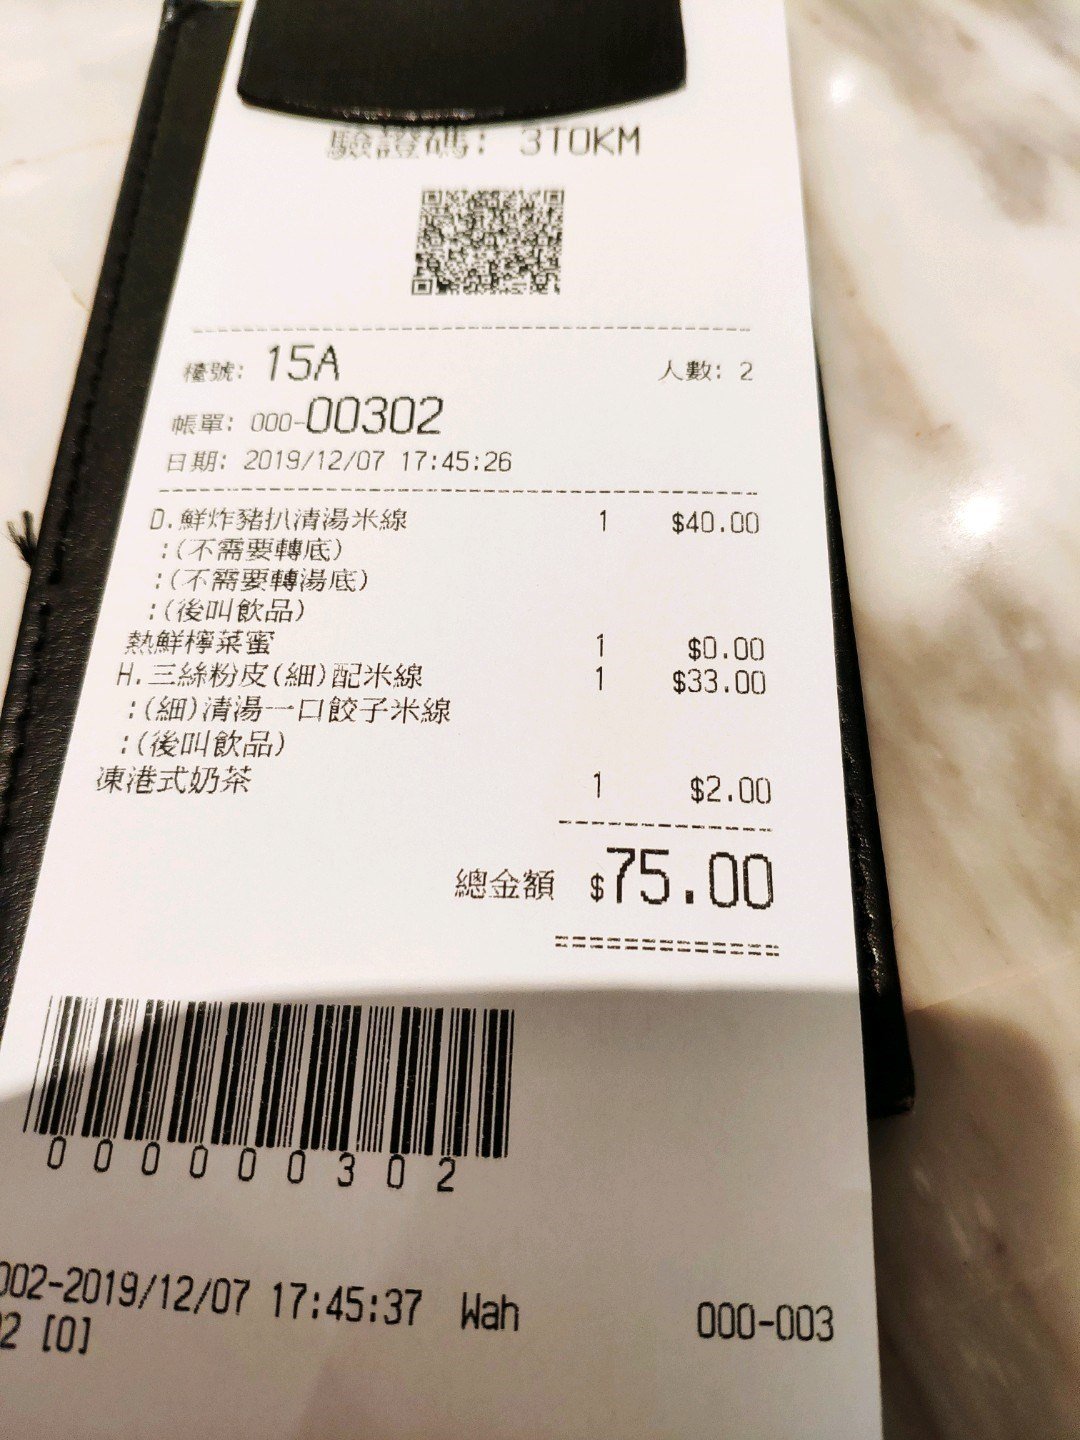 驗證碼: 3T0KM
檯號: 15A 人數: 2
帳單: 000-00302
日期: 2019/12/07 17:45:26
D.鮮炸豬扒清湯米線 1 $40.00
:(不需要轉底)
:(不需要轉湯底)
:(後叫飲品)
熱鮮檸菜蜜 1 $0.00
H.三絲粉皮(細)配米線 1 $33.00
:(細)清湯一口餃子米線
:(後叫飲品)
凍港式奶茶 1 $2.00
總金額 $75.00
000000302
002-2019/12/07 17:45:37 Wah 000-003
2 [0]